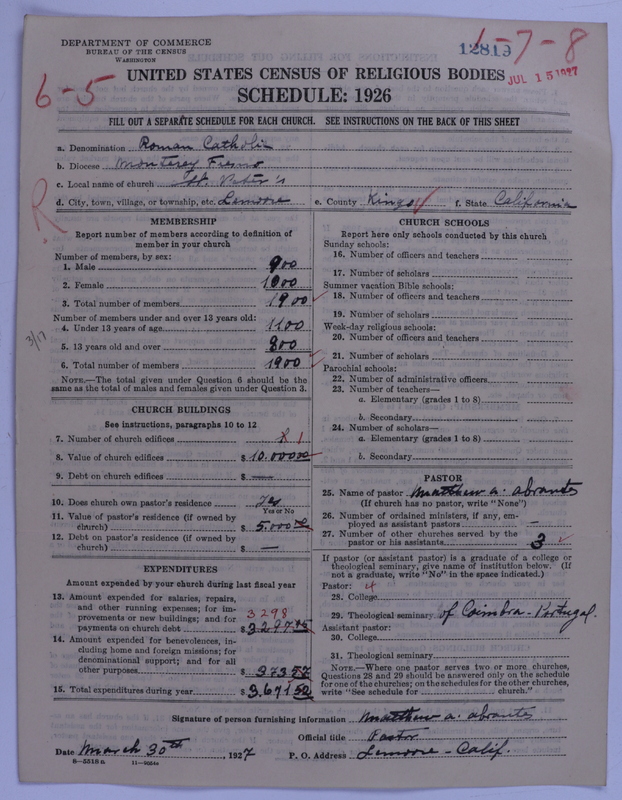 DEPARTMENT OF COMMERCE
BUREAU OF THE CENSUS
WASHINGTON
12819
6-7-8
6-5
JUL 15 1927
UNITED STATES CENSUS OF RELIGIOUS BODIES
SCHEDULE: 1926
FILL OUT A SEPARATE SCHEDULE FOR EACH CHURCH. SEE INSTRUCTIONS ON THE BACK OF THIS SHEET
a. Denomination Roman Catholic
b. Diocese Monterey Fresno
c. Local name of church St. Peter's
d. City, town, village, or township, etc. Lemoore e. County Kings f. State California
R
3/17
MEMBERSHIP
Report number of members according to definition of
member in your church
Number of members, by sex:
1. Male 900
2. Female 1000
3. Total number of members 1900
Number of members under and over 13 years old:
4. Under 13 years of age 1100
5. 13 years old and over 800
6. Total number of members 1900
NOTE.—The total given under Question 6 should be
the same as the total of males and females given under Question 3.
CHURCH BUILDINGS
See instructions, paragraphs 10 to 12
7. Number of church edifices 1
8. Value of church edifices $ 10.000 00
9. Debt on church edifices $ —
10. Does church own pastor's residence Yes
Yes or No
11. Value of pastor's residence (if owned by
church) $ 5.000 00
12. Debt on pastor's residence (if owned by
church) $ —
EXPENDITURES
Amount expended by your church during last fiscal year
13. Amount expended for salaries, repairs,
and other running expenses; for im-
provements or new buildings; and for
payments on church debt 3298
$ 3.297
14. Amount expended for benevolences, in-
cluding home and foreign missions; for
denominational support; and for all
other purposes $ 373
15. Total expenditures during year $ 3.671
CHURCH SCHOOLS
Report here only schools conducted by this church
Sunday schools:
16. Number of officers and teachers
17. Number of scholars
Summer vacation Bible schools:
18. Number of officers and teachers
19. Number of scholars
Week-day religious schools:
20. Number of officers and teachers
21. Number of scholars
Parochial schools:
22. Number of administrative officers
23. Number of teachers—
a. Elementary (grades 1 to 8)
b. Secondary
24. Number of scholars—
a. Elementary (grades 1 to 8)
b. Secondary
PASTOR
25. Name of pastor Matthew A. Abrantes
(If church has no pastor, write "None")
26. Number of ordained ministers, if any, em-
ployed as assistant pastors —
27. Number of other churches served by the
pastor or his assistants 3
If pastor (or assistant pastor) is a graduate of a college or
theological seminary, give name of institution below. (If
not a graduate, write "No" in the space indicated.)
Pastor: 4
28. College
29. Theological seminary of Coimbra - Portugal.
Assistant pastor:
30. College
31. Theological seminary
NOTE.—Where one pastor serves two or more churches,
Questions 28 and 29 should be answered only on the schedule
for one of the churches; on the schedules for the other churches,
write "See schedule for church."
Signature of person furnishing information Matthew A. Abrantes
Official title Pastor
Date March 30th, 1927 P. O. Address Lemoore - Calif.
8-5518 a 11-9554a